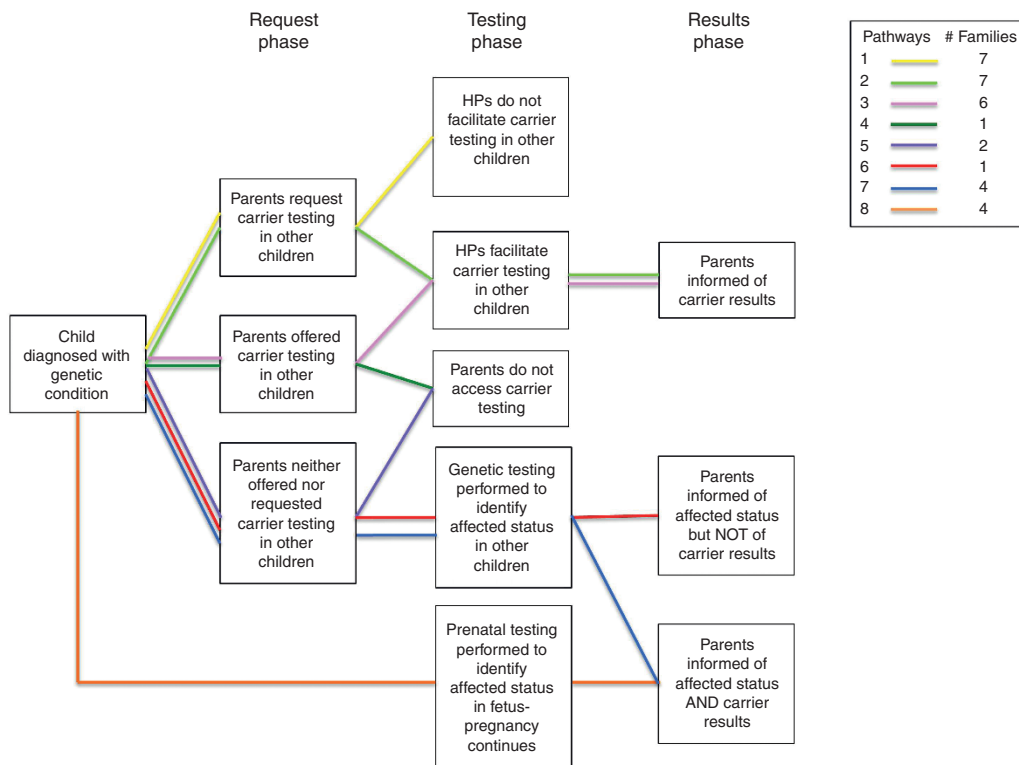 Request
phase
Testing
phase
Results
phase
Pathways # Families
1 7
2 7
3 6
4 1
5 2
6 1
7 4
8 4
HPs do not
facilitate carrier
testing in other
children
Parents request
carrier testing
in other
children
HPs facilitate
carrier testing
in other
children
Parents
informed of
carrier results
Child
diagnosed with
genetic
condition
Parents offered
carrier testing
in other
children
Parents do not
access carrier
testing
Parents neither
offered nor
requested
carrier testing
in other
children
Genetic testing
performed to
identify
affected status
in other
children
Parents
informed of
affected status
but NOT of
carrier results
Prenatal testing
performed to
identify
affected status
in fetus-
pregnancy
continues
Parents
informed of
affected status
AND carrier
results